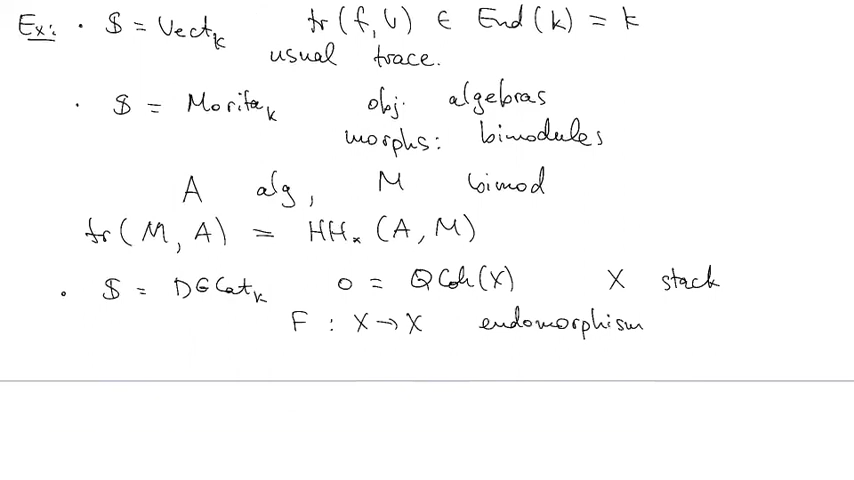 Ex: · $ = Vect_k tr(f, V) ∈ End(k) = k
usual trace.
· $ = Morita_k obj. algebras
morphs: bimodules
A alg, M bimod
tr(M, A) = HH_*(A, M)
· $ = DGCat_k o = QCoh(X) X stack
F : X → X endomorphism